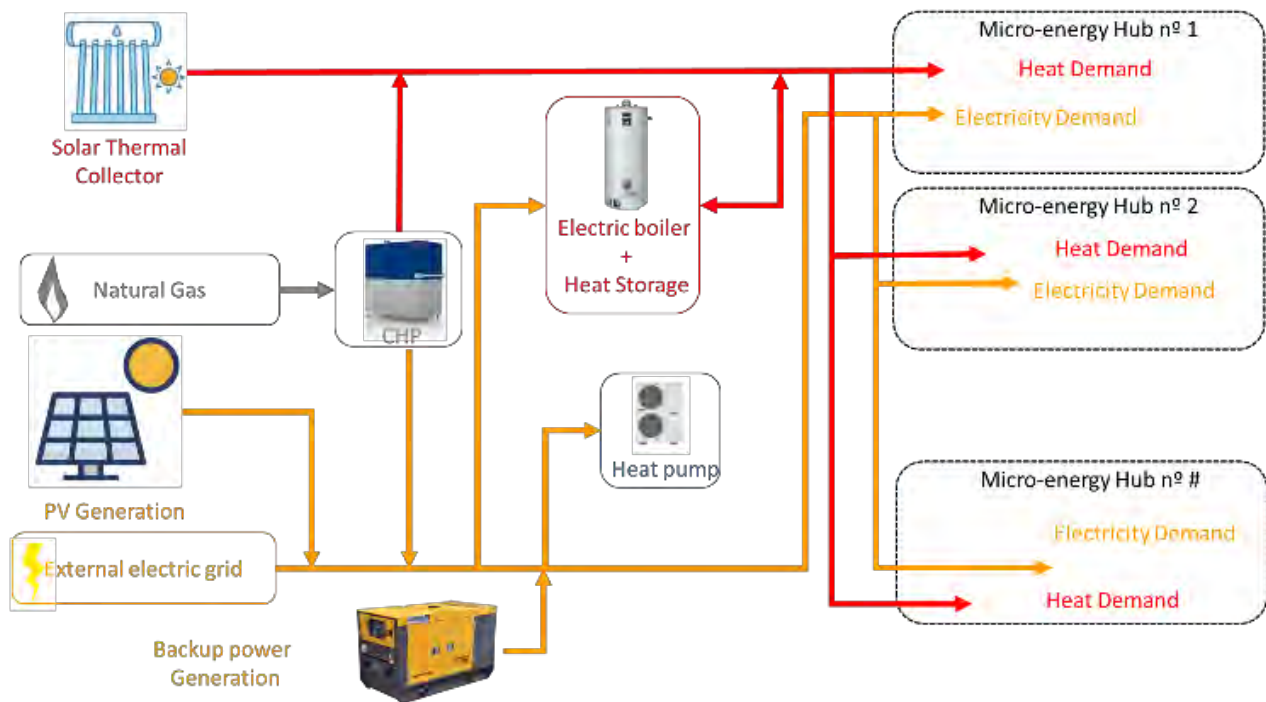 Micro-energy Hub nº 1
Heat Demand
Electricity Demand
Solar Thermal
Collector
Micro-energy Hub nº 2
Heat Demand
Electricity Demand
Electric boiler
+
Heat Storage
Natural Gas
CHP
Heat pump
PV Generation
Micro-energy Hub nº #
Electricity Demand
Heat Demand
External electric grid
Backup power
Generation